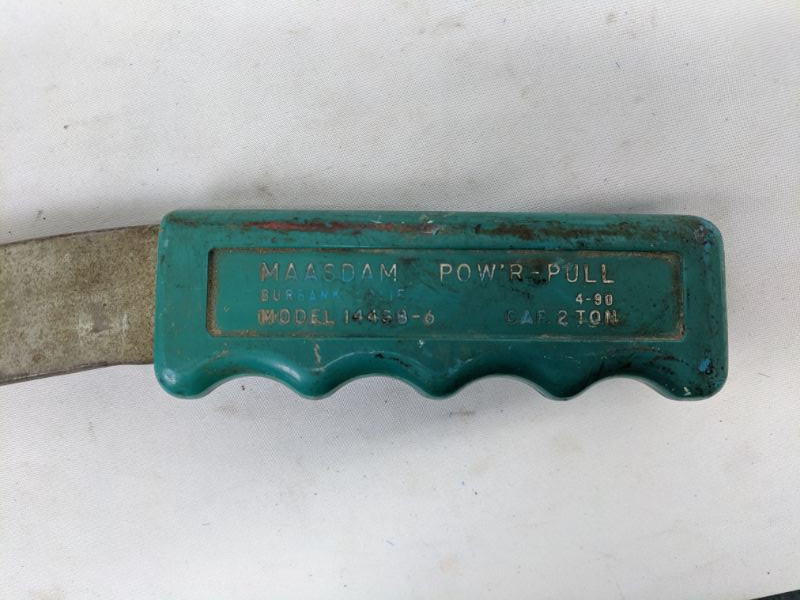 MAASDAM POW'R-PULL
BURBANK 4-90
MODEL 144SB-6 CAP. 2 TON